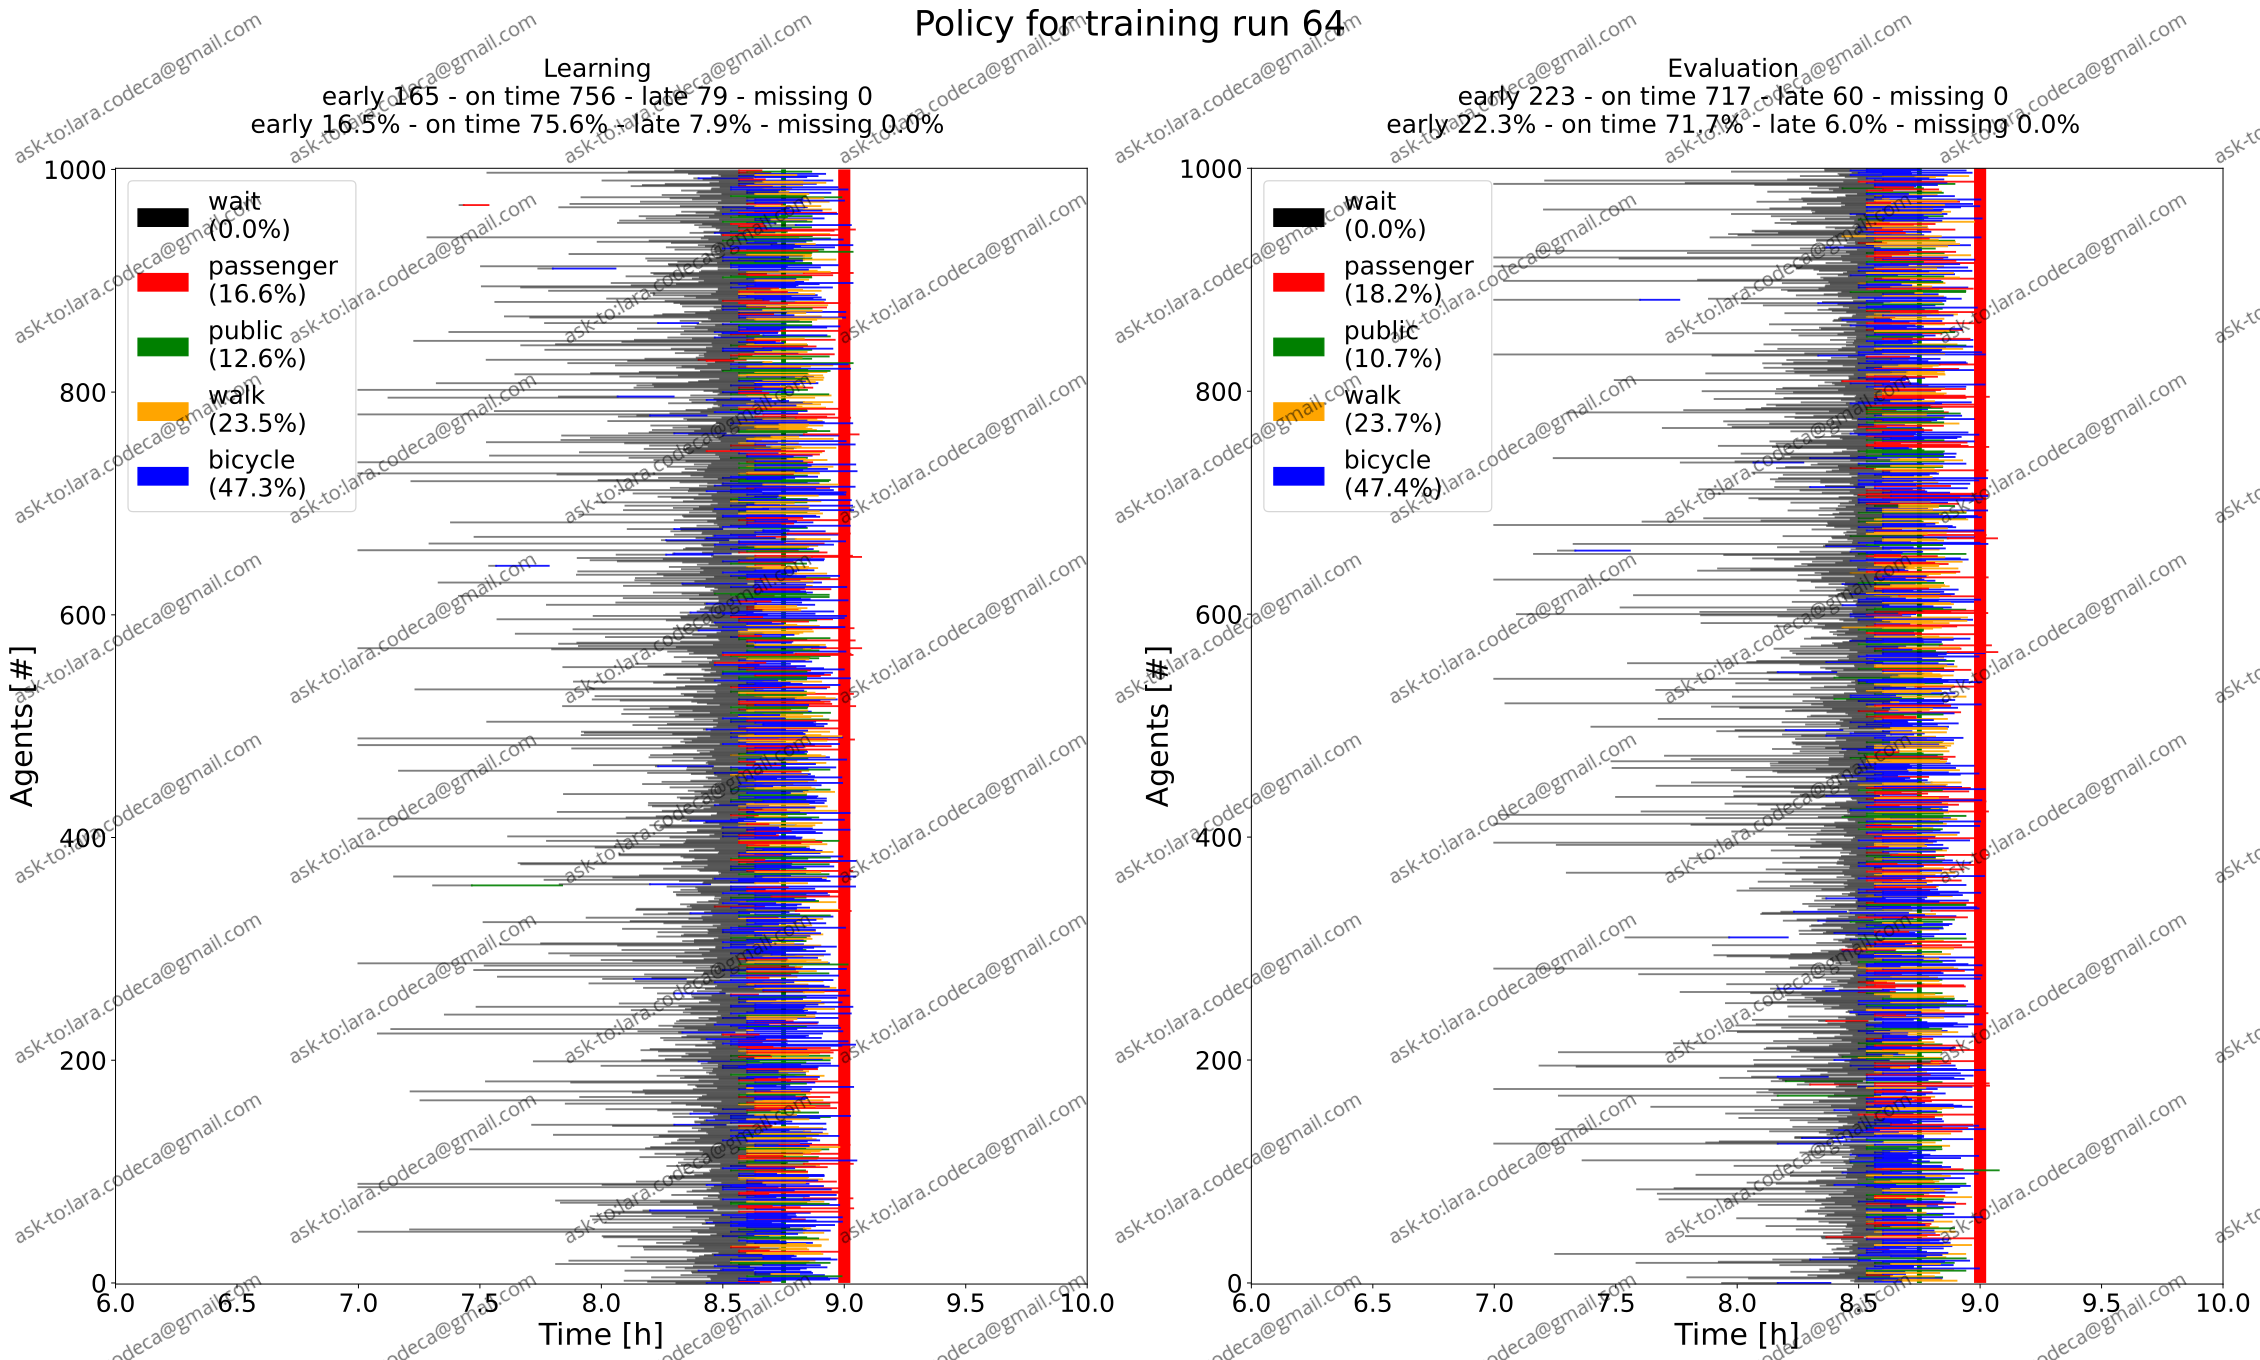 Policy for training run 64
Learning
early 165 - on time 756 - late 79 - missing 0
early 16.5% - on time 75.6% - late 7.9% - missing 0.0%
1000
800
600
400
200
0
Agents [#]
wait
(0.0%)
passenger
(16.6%)
public
(12.6%)
walk
(23.5%)
bicycle
(47.3%)
6.0 6.5 7.0 7.5 8.0 8.5 9.0 9.5 10.0
Time [h]
Evaluation
early 223 - on time 717 - late 60 - missing 0
early 22.3% - on time 71.7% - late 6.0% - missing 0.0%
1000
800
600
400
200
0
Agents [#]
wait
(0.0%)
passenger
(18.2%)
public
(10.7%)
walk
(23.7%)
bicycle
(47.4%)
6.0 6.5 7.0 7.5 8.0 8.5 9.0 9.5 10.0
Time [h]
ask-to:lara.codeca@gmail.com